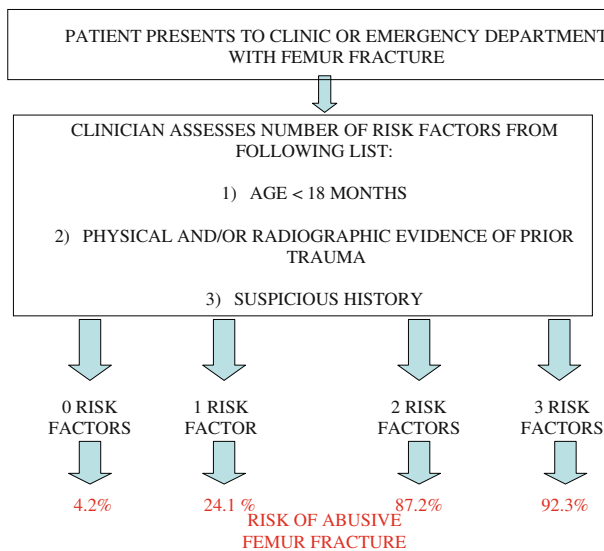 PATIENT PRESENTS TO CLINIC OR EMERGENCY DEPARTMENT
WITH FEMUR FRACTURE
CLINICIAN ASSESSES NUMBER OF RISK FACTORS FROM
FOLLOWING LIST:
1) AGE < 18 MONTHS
2) PHYSICAL AND/OR RADIOGRAPHIC EVIDENCE OF PRIOR
TRAUMA
3) SUSPICIOUS HISTORY
0 RISK FACTORS
1 RISK FACTOR
2 RISK FACTORS
3 RISK FACTORS
4.2% 24.1 % 87.2% 92.3%
RISK OF ABUSIVE
FEMUR FRACTURE